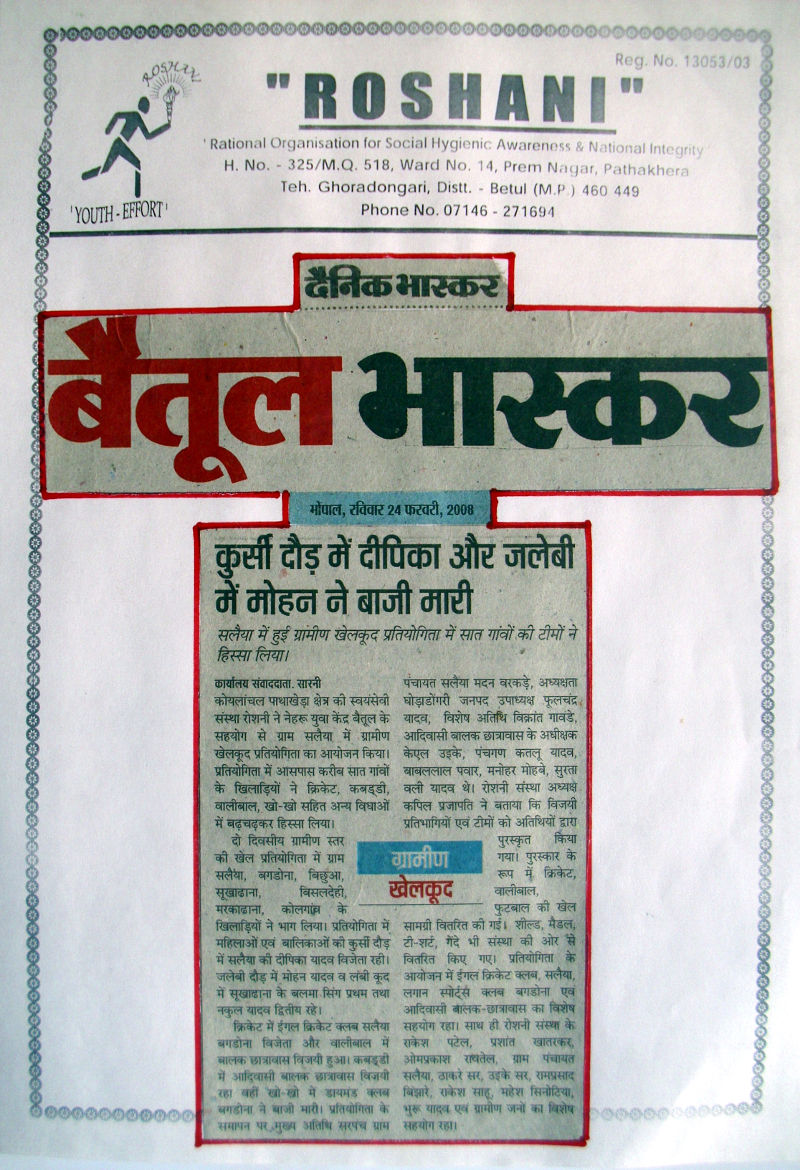 Reg. No. 13053/03
ROSHANI
"ROSHANI"
'Rational Organisation for Social Hygienic Awareness & National Integrity'
H. No. - 325/M.Q. 518, Ward No. 14, Prem Nagar, Pathakhera
Teh. Ghoradongari, Distt. - Betul (M.P.) 460 449
Phone No. 07146 - 271694
'YOUTH - EFFORT'
दैनिक भास्कर
बैतूल भास्कर
भोपाल, रविवार 24 फरवरी, 2008
कुर्सी दौड़ में दीपिका और जलेबी
में मोहन ने बाजी मारी
सलैया में हुई ग्रामीण खेलकूद प्रतियोगिता में सात गांवों की टीमों ने
हिस्सा लिया।
कार्यालय संवाददाता. सारनी
कोयलांचल पाथाखेड़ा क्षेत्र की स्वयंसेवी
संस्था रोशनी ने नेहरू युवा केंद्र बैतूल के
सहयोग से ग्राम सलैया में ग्रामीण
खेलकूद प्रतियोगिता का आयोजन किया।
प्रतियोगिता में आसपास करीब सात गांवों
के खिलाड़ियों ने क्रिकेट, कबड्डी,
वालीबाल, खो-खो सहित अन्य विधाओं
में बढ़चढ़कर हिस्सा लिया।
दो दिवसीय ग्रामीण स्तर
की खेल प्रतियोगिता में ग्राम
सलैया, बगडोना, बिछुआ,
सूखाढाना, विसलदेही,
मरकाढाना, कोलगांव के
खिलाड़ियों ने भाग लिया। प्रतियोगिता में
महिलाओं एवं बालिकाओं की कुर्सी दौड़
में सलैया की दीपिका यादव विजेता रही।
जलेबी दौड़ में मोहन यादव व लंबी कूद
में सूखाढाना के बलमा सिंग प्रथम तथा
नकुल यादव द्वितीय रहे।
क्रिकेट में ईगल क्रिकेट क्लब सलैया
बगडोना विजेता और वालीबाल में
बालक छात्रावास विजयी हुआ। कबड्डी
में आदिवासी बालक छात्रावास विजयी
रहा वहीं खो-खो में डायमंड क्लब
बगडोना ने बाजी मारी। प्रतियोगिता के
समापन पर मुख्य अतिथि सरपंच ग्राम
ग्रामीण
खेलकूद
पंचायत सलैया मदन वरकड़े, अध्यक्षता
घोड़ाडोंगरी जनपद उपाध्यक्ष फूलचंद्र
यादव, विशेष अतिथि विक्रांत गावंडे,
आदिवासी बालक छात्रावास के अधीक्षक
केएल उइके, पंचगण कतलू यादव,
बाबललाल पवार, मनोहर मोहबे, सुरता
वली यादव थे। रोशनी संस्था अध्यक्ष
कपिल प्रजापति ने बताया कि विजयी
प्रतिभागियों एवं टीमों को अतिथियों द्वारा
पुरस्कृत किया
गया। पुरस्कार के
रूप में क्रिकेट,
वालीबाल,
फुटबाल की खेल
सामग्री वितरित की गई। शील्ड, मैडल,
टी-शर्ट, गेंदे भी संस्था की ओर से
वितरित किए गए। प्रतियोगिता के
आयोजन में ईगल क्रिकेट क्लब, सलैया,
लगान स्पोर्ट्स क्लब बगडोना एवं
आदिवासी बालक-छात्रावास का विशेष
सहयोग रहा। साथ ही रोशनी संस्था के
राकेश पटेल, प्रशांत खातरकर,
ओमप्रकाश ग्राम पंचायत
सलैया, ठाकरे सर, उइके सर, रामप्रसाद
बिंझारे, राकेश साहू, महेश सिनोटिया,
भुरू यादव एवं ग्रामीण जनों का विशेष
सहयोग रहा।